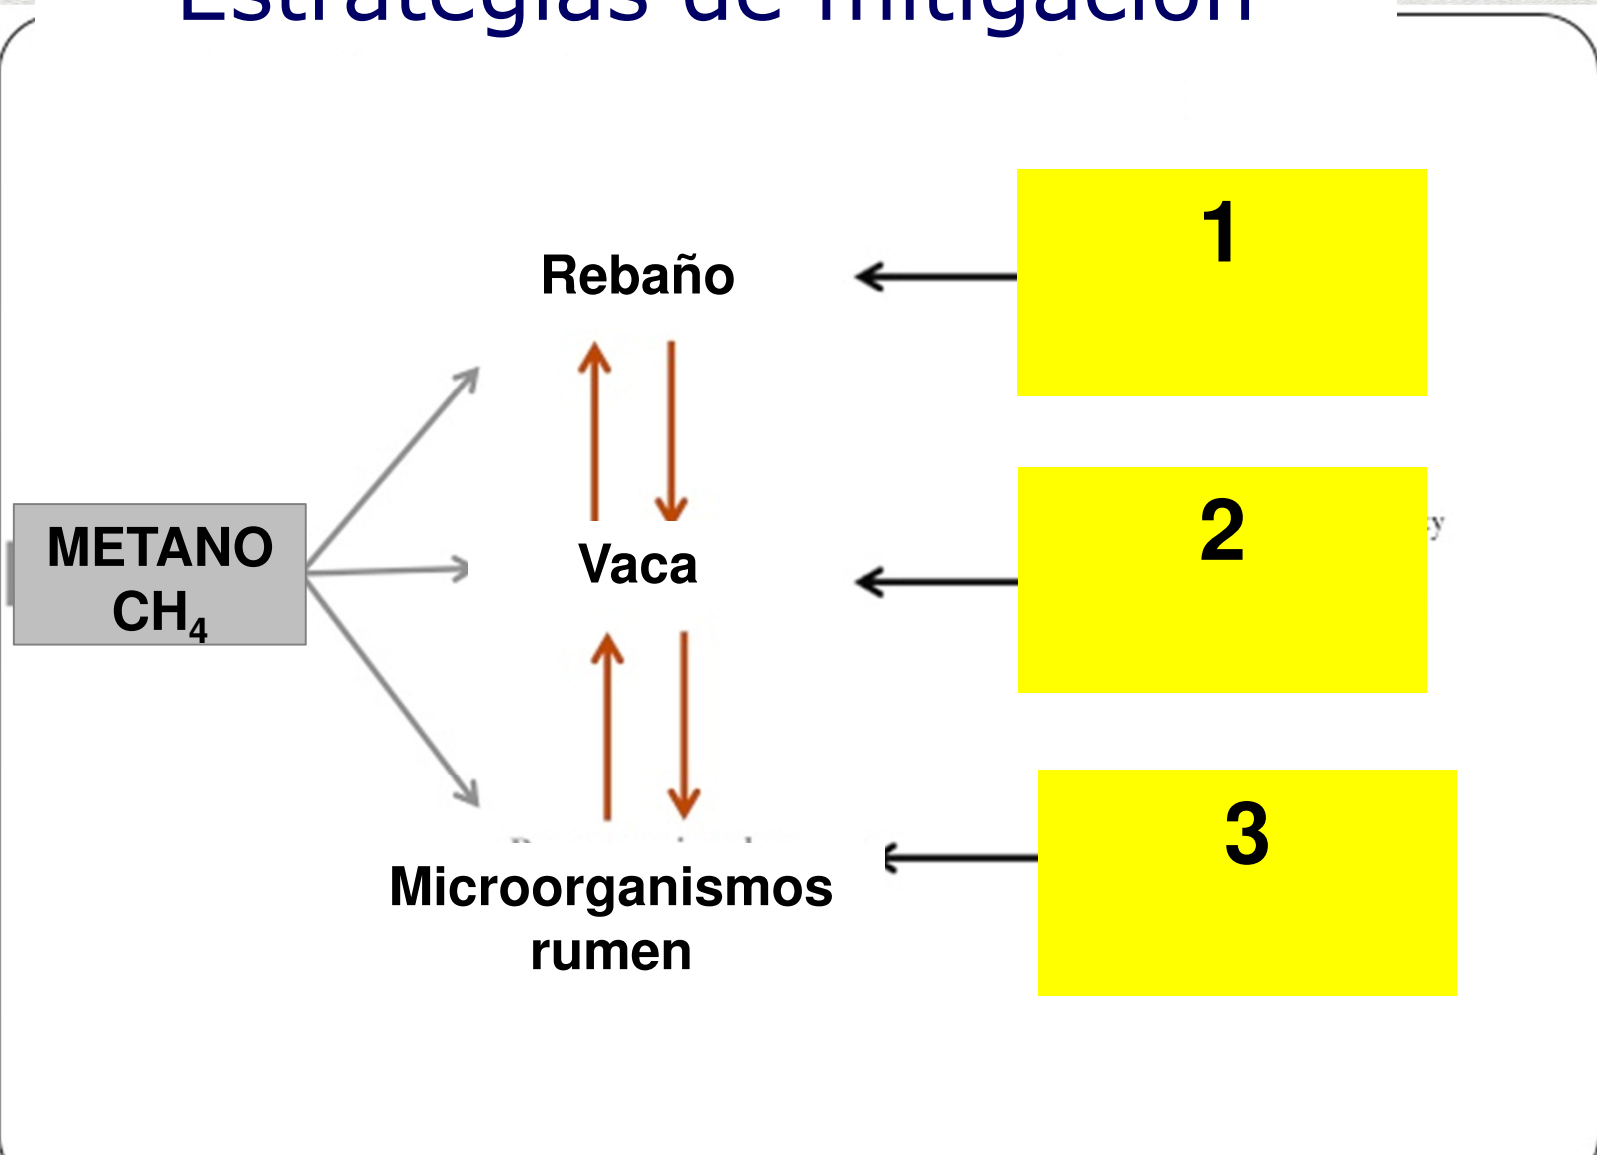 Estrategias de mitigación
1
Rebaño
2
METANO
CH₄
Vaca
3
Microorganismos
rumen